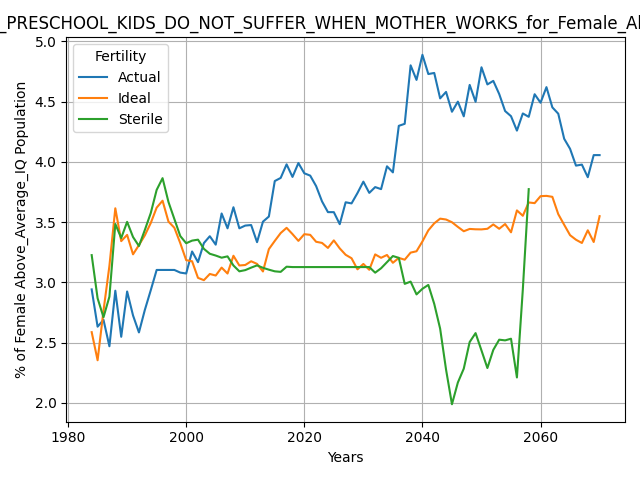 _PRESCHOOL_KIDS_DO_NOT_SUFFER_WHEN_MOTHER_WORKS_for_Female_A
5.0
4.5
4.0
3.5
3.0
2.5
2.0
% of Female Above_Average_IQ Population
Fertility
Actual
Ideal
Sterile
1980
2000
2020
2040
2060
Years